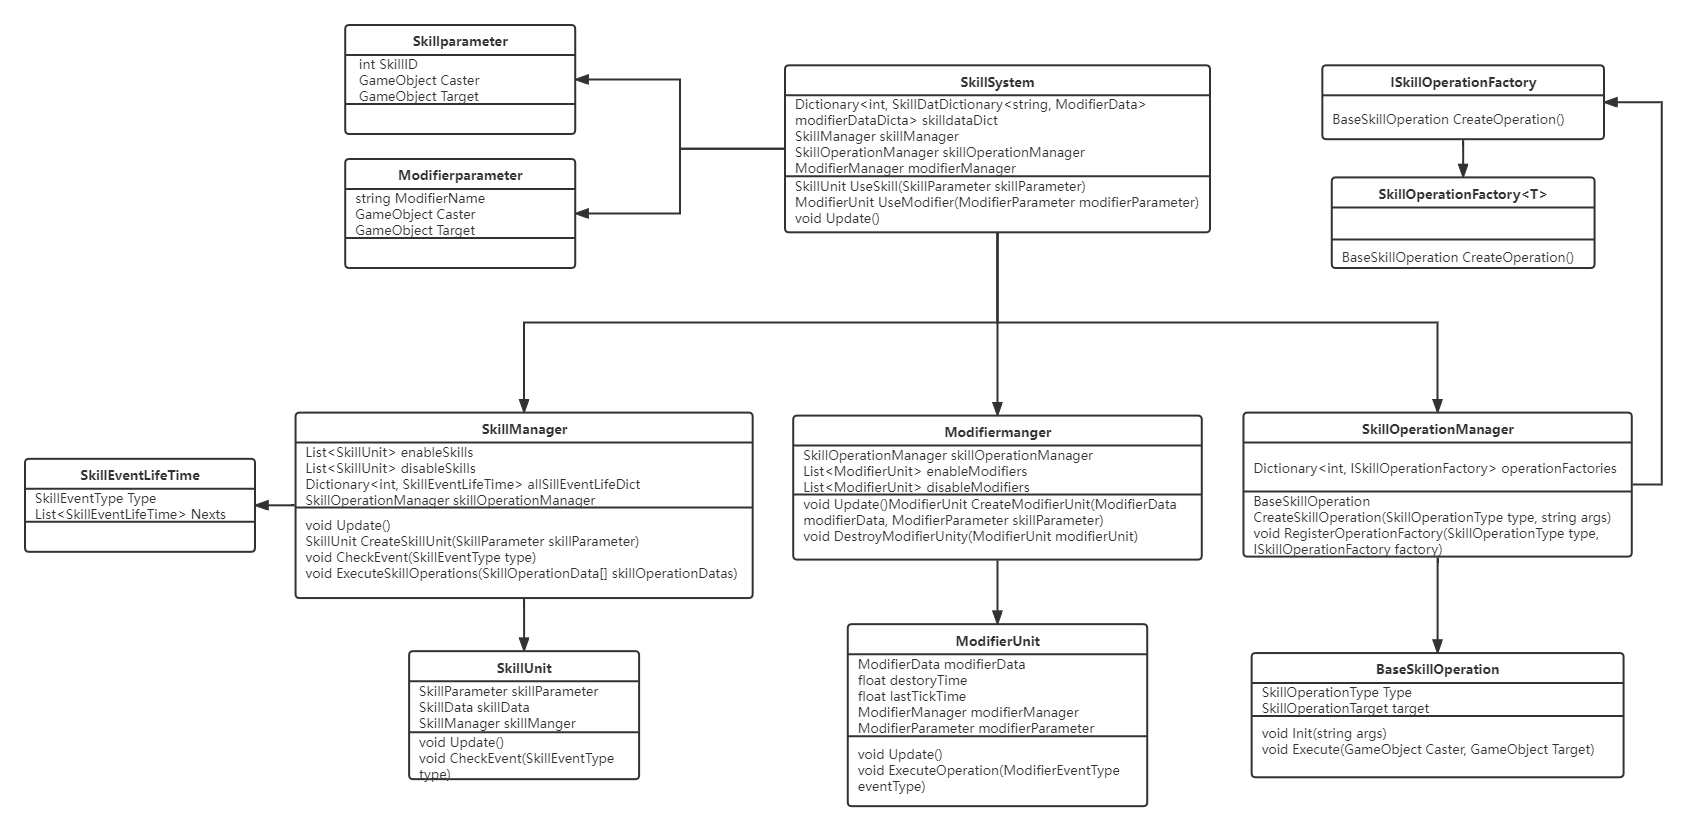 Skillparameter
int SkillID
GameObject Caster
GameObject Target
Modifierparameter
string ModifierName
GameObject Caster
GameObject Target
SkillSystem
Dictionary<int, SkillDatDictionary<string, ModifierData>
modifierDataDicta> skilldataDict
SkillManager skillManager
SkillOperationManager skillOperationManager
ModifierManager modifierManager
SkillUnit UseSkill(SkillParameter skillParameter)
ModifierUnit UseModifier(ModifierParameter modifierParameter)
void Update()
ISkillOperationFactory
BaseSkillOperation CreateOperation()
SkillOperationFactory<T>
BaseSkillOperation CreateOperation()
SkillEventLifeTime
SkillEventType Type
List<SkillEventLifeTime> Nexts
SkillManager
List<SkillUnit> enableSkills
List<SkillUnit> disableSkills
Dictionary<int, SkillEventLifeTime> allSillEventLifeDict
SkillOperationManager skillOperationManager
void Update()
SkillUnit CreateSkillUnit(SkillParameter skillParameter)
void CheckEvent(SkillEventType type)
void ExecuteSkillOperations(SkillOperationData[] skillOperationDatas)
Modifiermanger
SkillOperationManager skillOperationManager
List<ModifierUnit> enableModifiers
List<ModifierUnit> disableModifiers
void Update()ModifierUnit CreateModifierUnit(ModifierData
modifierData, ModifierParameter skillParameter)
void DestroyModifierUnity(ModifierUnit modifierUnit)
SkillOperationManager
Dictionary<int, ISkillOperationFactory> operationFactories
BaseSkillOperation
CreateSkillOperation(SkillOperationType type, string args)
void RegisterOperationFactory(SkillOperationType type,
ISkillOperationFactory factory)
SkillUnit
SkillParameter skillParameter
SkillData skillData
SkillManager skillManger
void Update()
void CheckEvent(SkillEventType
type)
ModifierUnit
ModifierData modifierData
float destoryTime
float lastTickTime
ModifierManager modifierManager
ModifierParameter modifierParameter
void Update()
void ExecuteOperation(ModifierEventType
eventType)
BaseSkillOperation
SkillOperationType Type
SkillOperationTarget target
void Init(string args)
void Execute(GameObject Caster, GameObject Target)